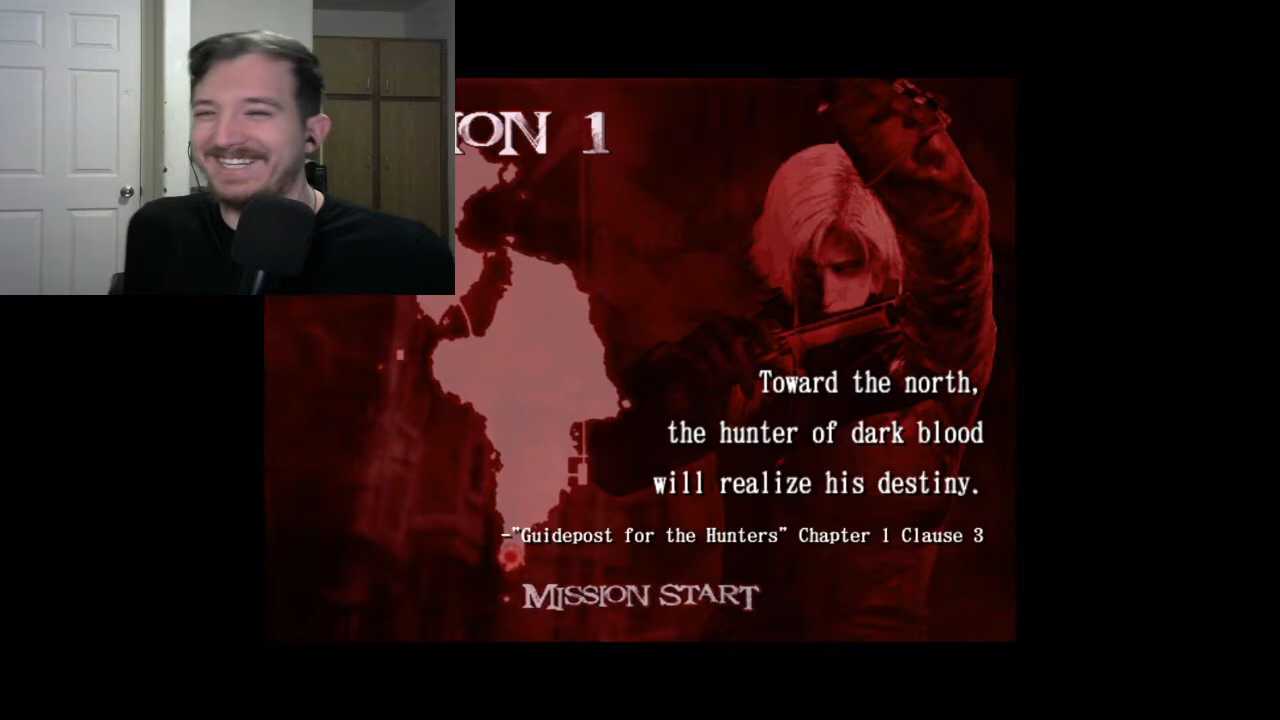 ION 1
Toward the north,
the hunter of dark blood
will realize his destiny.
-"Guidepost for the Hunters" Chapter 1 Clause 3
MISSION START